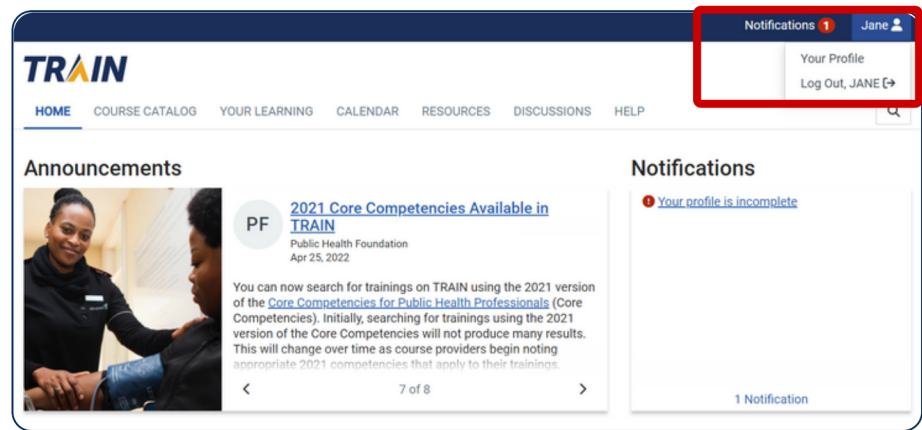 Notifications 1 Jane
Your Profile
Log Out, JANE
TRAIN
HOME COURSE CATALOG YOUR LEARNING CALENDAR RESOURCES DISCUSSIONS HELP
Announcements
PF
2021 Core Competencies Available in
TRAIN
Public Health Foundation
Apr 25, 2022
You can now search for trainings on TRAIN using the 2021 version
of the Core Competencies for Public Health Professionals (Core
Competencies). Initially, searching for trainings using the 2021
version of the Core Competencies will not produce many results.
This will change over time as course providers begin noting
appropriate 2021 competencies that apply to their trainings.
7 of 8
Notifications
Your profile is incomplete
1 Notification